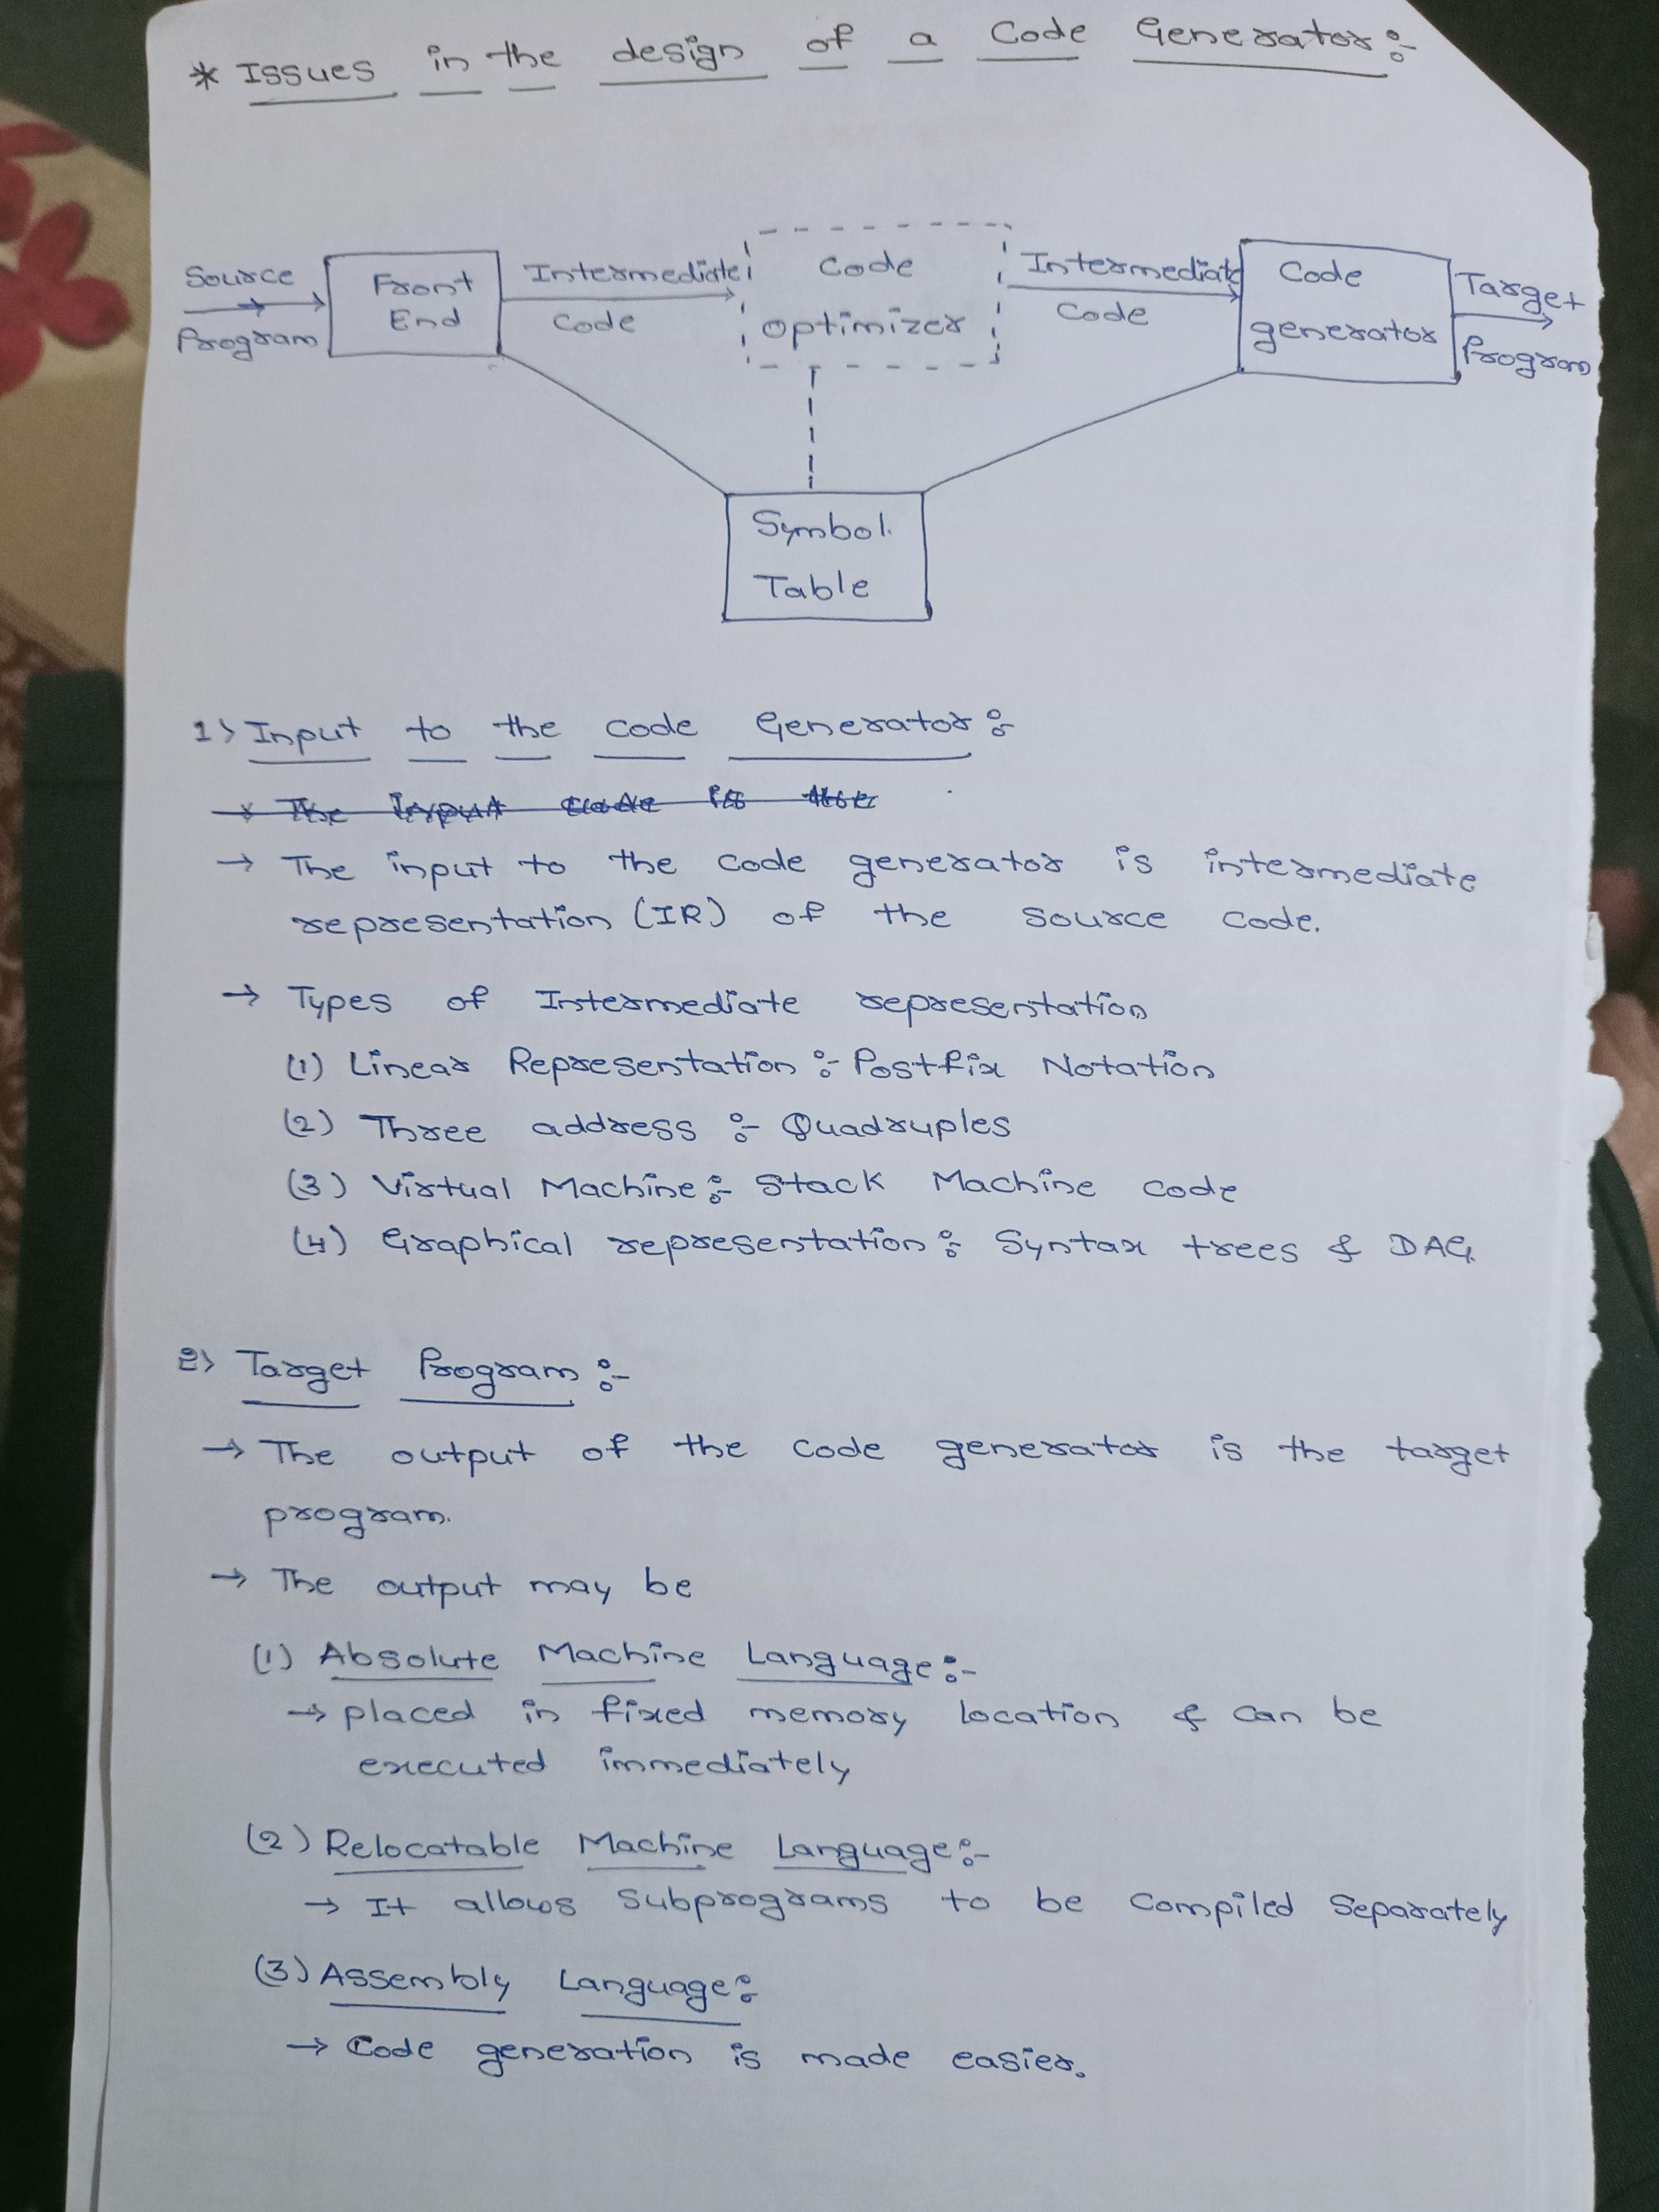 * Issues in the design of a Code Generator:-
Source
Program
Front
End
Intermediate
Code
Code
optimizer
Intermediate
Code
Code
generator
Target
Program
Symbol
Table
1) Input to the code Generator:-
The Input code is the
→ The input to the code generator is intermediate
representation (IR) of the source code.
→ Types of Intermediate representation
(1) Linear Representation :- Postfix Notation
(2) Three address :- Quadruples
(3) Virtual Machine:- Stack Machine code
(4) Graphical representation:- Syntax trees & DAG.
2) Target Program:-
→ The output of the code generator is the target
program.
→ The output may be
(1) Absolute Machine Language:-
→ placed in fixed memory location & can be
executed immediately
(2) Relocatable Machine Language:-
→ It allows subprograms to be compiled separately
(3) Assembly Language:-
→ Code generation is made easier.